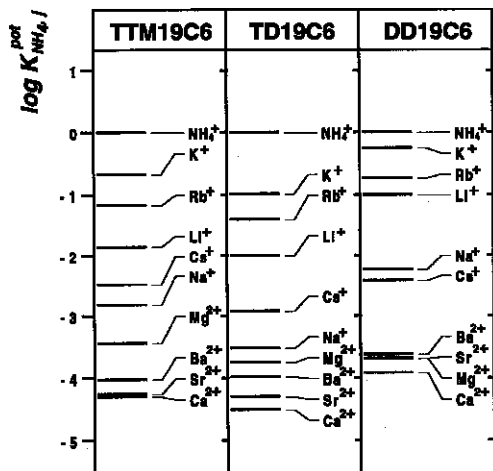 TTM19C6 TD19C6 DD19C6
log K^pot_NH4,j
1
0
-1
-2
-3
-4
-5
NH₄⁺
K⁺
Rb⁺
Li⁺
Cs⁺
Na⁺
Mg²⁺
Ba²⁺
Sr²⁺
Ca²⁺
NH₄⁺
K⁺
Rb⁺
Li⁺
Cs⁺
Na⁺
Mg²⁺
Ba²⁺
Sr²⁺
Ca²⁺
NH₄⁺
K⁺
Rb⁺
Li⁺
Na⁺
Cs⁺
Ba²⁺
Sr²⁺
Mg²⁺
Ca²⁺